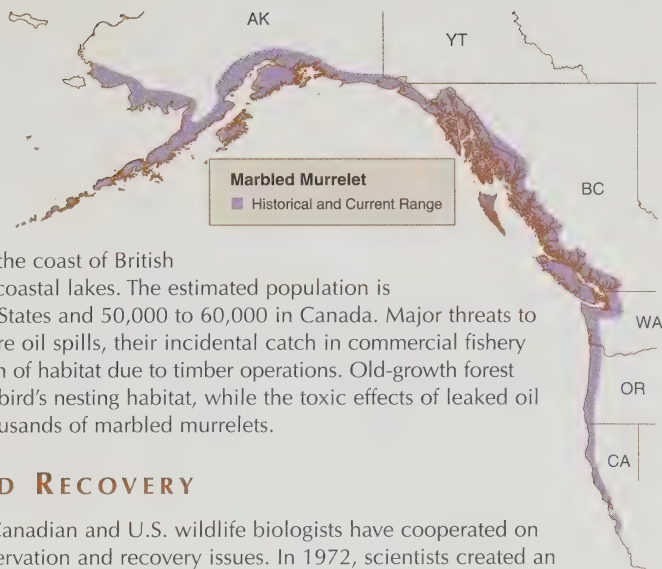 AK
YT
Marbled Murrelet
Historical and Current Range
BC
the coast of British
coastal lakes. The estimated population is
States and 50,000 to 60,000 in Canada. Major threats to
re oil spills, their incidental catch in commercial fishery
n of habitat due to timber operations. Old-growth forest
bird's nesting habitat, while the toxic effects of leaked oil
usands of marbled murrelets.
WA
OR
CA
D RECOVERY
Canadian and U.S. wildlife biologists have cooperated on
ervation and recovery issues. In 1972, scientists created an